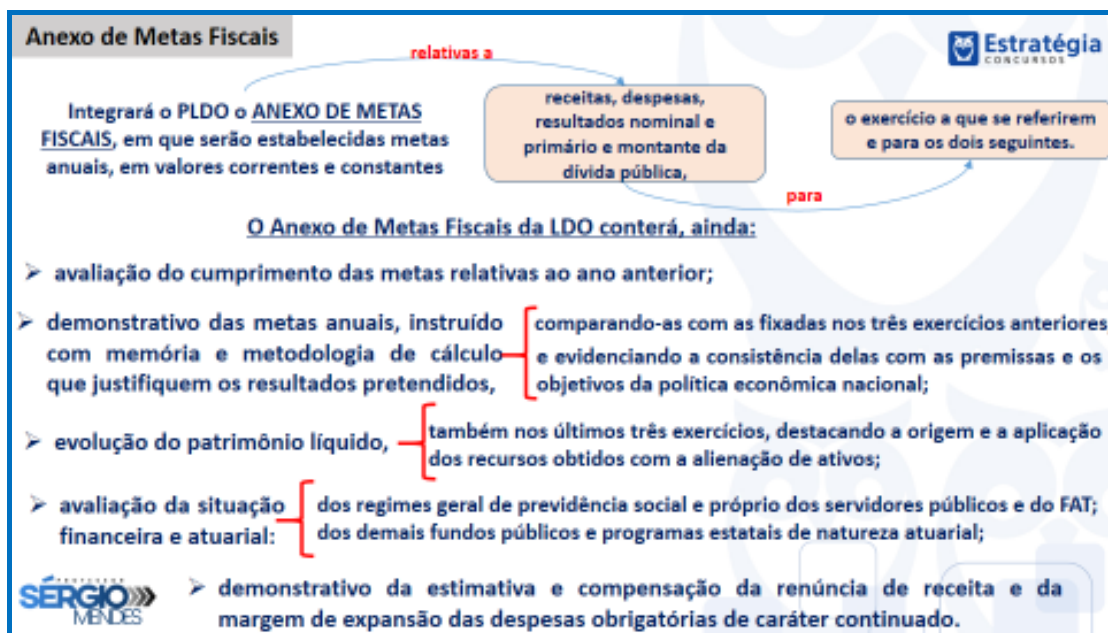 Anexo de Metas Fiscais
Estratégia
CONCURSOS
relativas a
Integrará o PLDO o ANEXO DE METAS
FISCAIS, em que serão estabelecidas metas
anuais, em valores correntes e constantes
receitas, despesas,
resultados nominal e
primário e montante da
dívida pública,
o exercício a que se referirem
e para os dois seguintes.
para
O Anexo de Metas Fiscais da LDO conterá, ainda:
➢ avaliação do cumprimento das metas relativas ao ano anterior;
➢ demonstrativo das metas anuais, instruído
com memória e metodologia de cálculo
que justifiquem os resultados pretendidos,
comparando-as com as fixadas nos três exercícios anteriores
e evidenciando a consistência delas com as premissas e os
objetivos da política econômica nacional;
➢ evolução do patrimônio líquido,
também nos últimos três exercícios, destacando a origem e a aplicação
dos recursos obtidos com a alienação de ativos;
➢ avaliação da situação
financeira e atuarial:
dos regimes geral de previdência social e próprio dos servidores públicos e do FAT;
dos demais fundos públicos e programas estatais de natureza atuarial;
PROFESSOR
SÉRGIO
MENDES
➢ demonstrativo da estimativa e compensação da renúncia de receita e da
margem de expansão das despesas obrigatórias de caráter continuado.